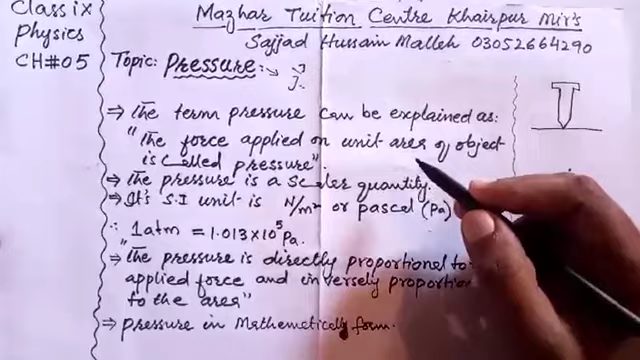 Class ix
Physics
CH#05
Mazhar Tuition Centre Khairpur Mir's
Sajjad Hussain Malleh 03052664290
Topic: Pressure:→
⇒ The term pressure can be explained as:
"The force applied on unit area of object
is called pressure".
⇒ The pressure is a Scaler quantity.
⇒ It's S.I unit is N/m² or pascal (Pa)
∴ 1atm = 1.013×10⁵Pa.
⇒ "The pressure is directly proportional to
applied force and inversely proportion
to the area"
⇒ pressure in Mathematically form.